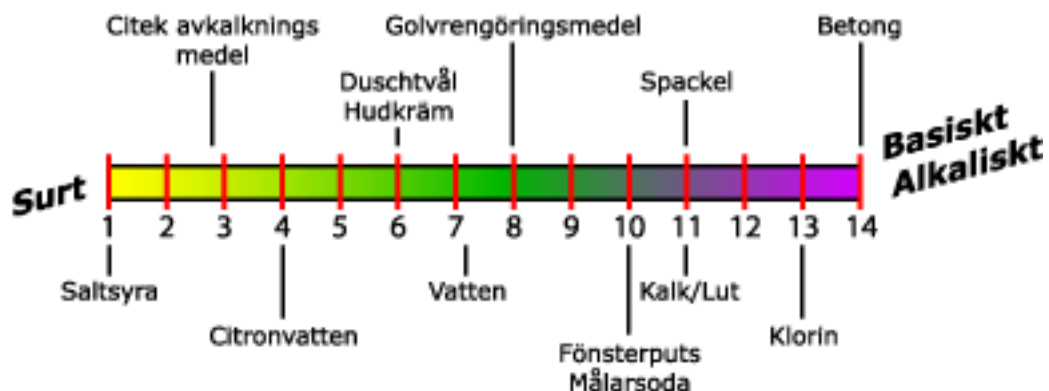 Citek avkalknings
medel
Golvrengöringsmedel
Betong
Duschtvål
Hudkräm
Spackel
Surt
Basiskt
Alkaliskt
1 2 3 4 5 6 7 8 9 10 11 12 13 14
Saltsyra
Vatten
Kalk/Lut
Citronvatten
Klorin
Fönsterputs
Målarsoda